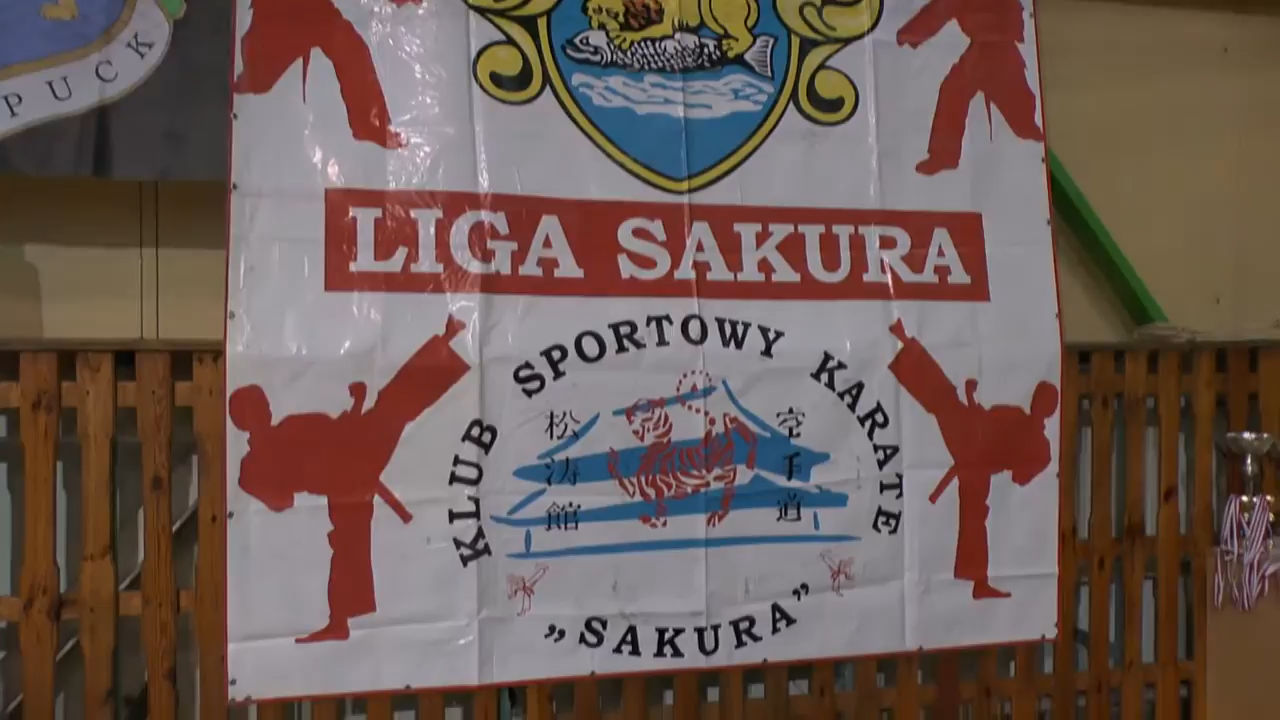 PUCK
LIGA SAKURA
KLUB SPORTOWY KARATE
松涛館
空手道
„SAKURA”